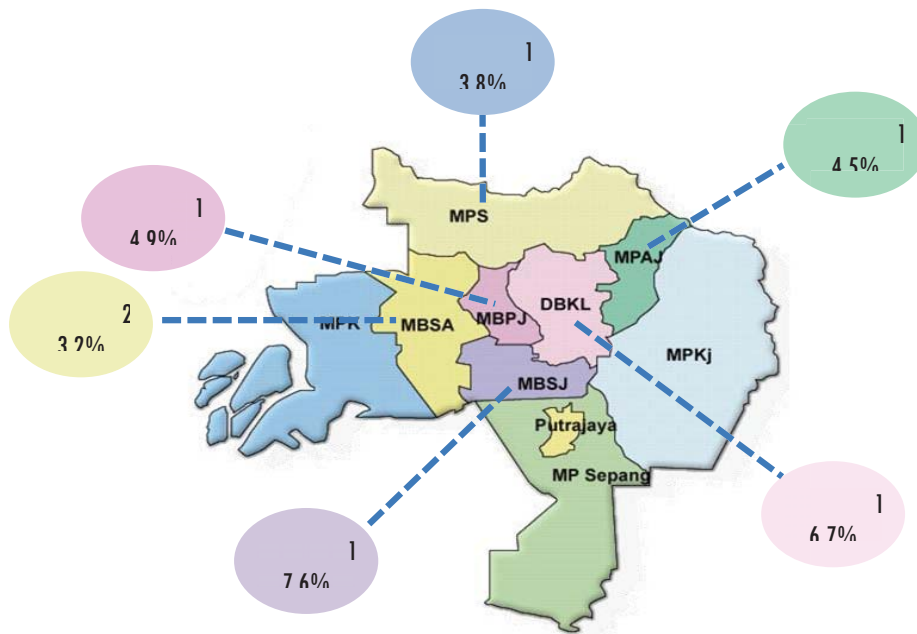 1
3.8%
1
4.5%
1
4.9%
2
3.2%
MPS
MPAJ
MPK
MBSA
MBPJ
DBKL
MPKj
MBSJ
Putrajaya
MP Sepang
1
7.6%
1
6.7%